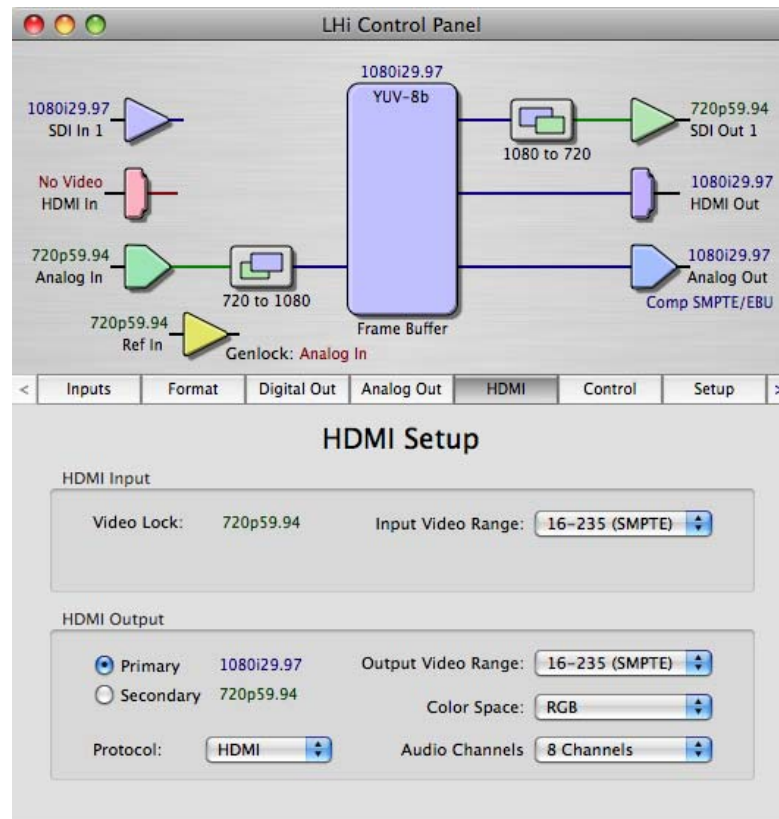 LHi Control Panel
1080i29.97
YUV-8b
1080i29.97
SDI In 1
1080 to 720
720p59.94
SDI Out 1
No Video
HDMI In
1080i29.97
HDMI Out
720p59.94
Analog In
720 to 1080
1080i29.97
Analog Out
Comp SMPTE/EBU
720p59.94
Ref In
Genlock: Analog In
Frame Buffer
< Inputs Format Digital Out Analog Out HDMI Control Setup >
HDMI Setup
HDMI Input
Video Lock: 720p59.94 Input Video Range: 16-235 (SMPTE)
HDMI Output
Primary 1080i29.97 Output Video Range: 16-235 (SMPTE)
Secondary 720p59.94
Color Space: RGB
Protocol: HDMI Audio Channels 8 Channels